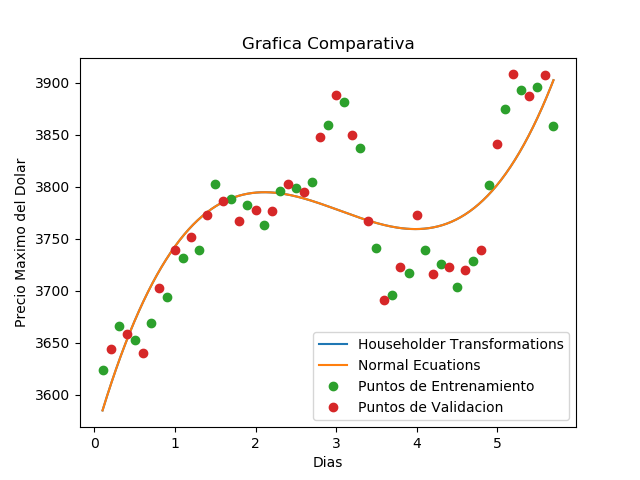 Grafica Comparativa
Precio Maximo del Dolar
3900
3850
3800
3750
3700
3650
3600
0 1 2 3 4 5
Dias
Householder Transformations
Normal Ecuations
Puntos de Entrenamiento
Puntos de Validacion